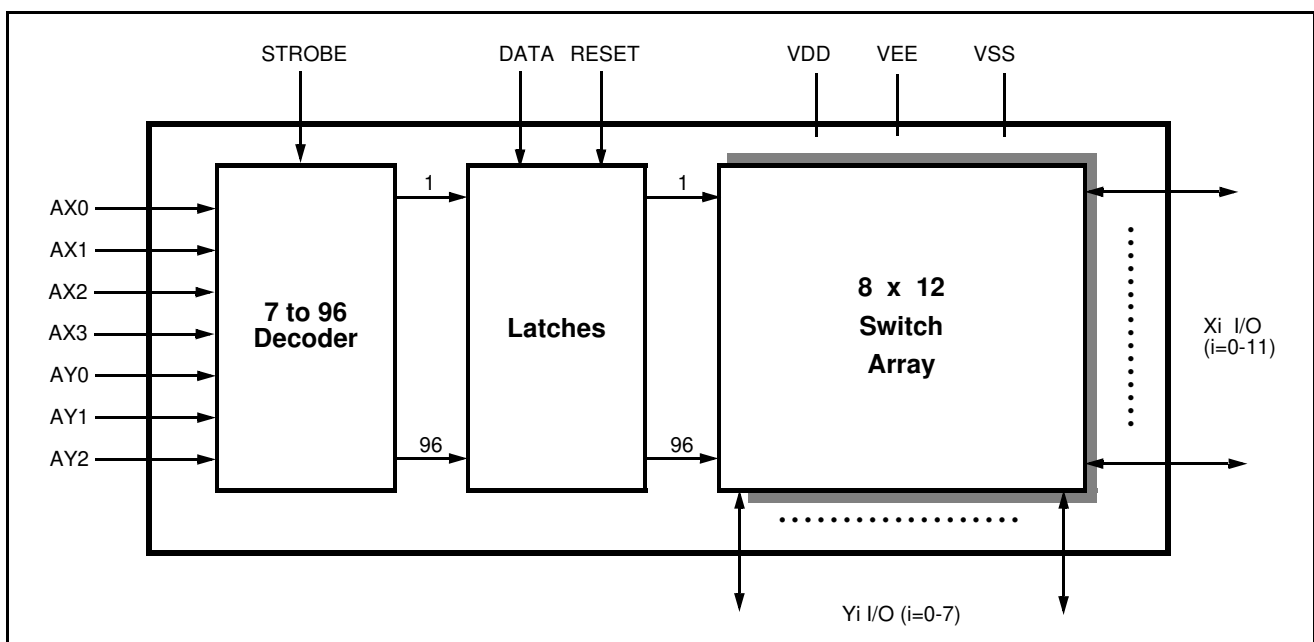 STROBE
DATA RESET
VDD VEE VSS
AX0
AX1
AX2
AX3
AY0
AY1
AY2
7 to 96
Decoder
1
96
Latches
1
96
8 x 12
Switch
Array
Xi I/O
(i=0-11)
Yi I/O (i=0-7)